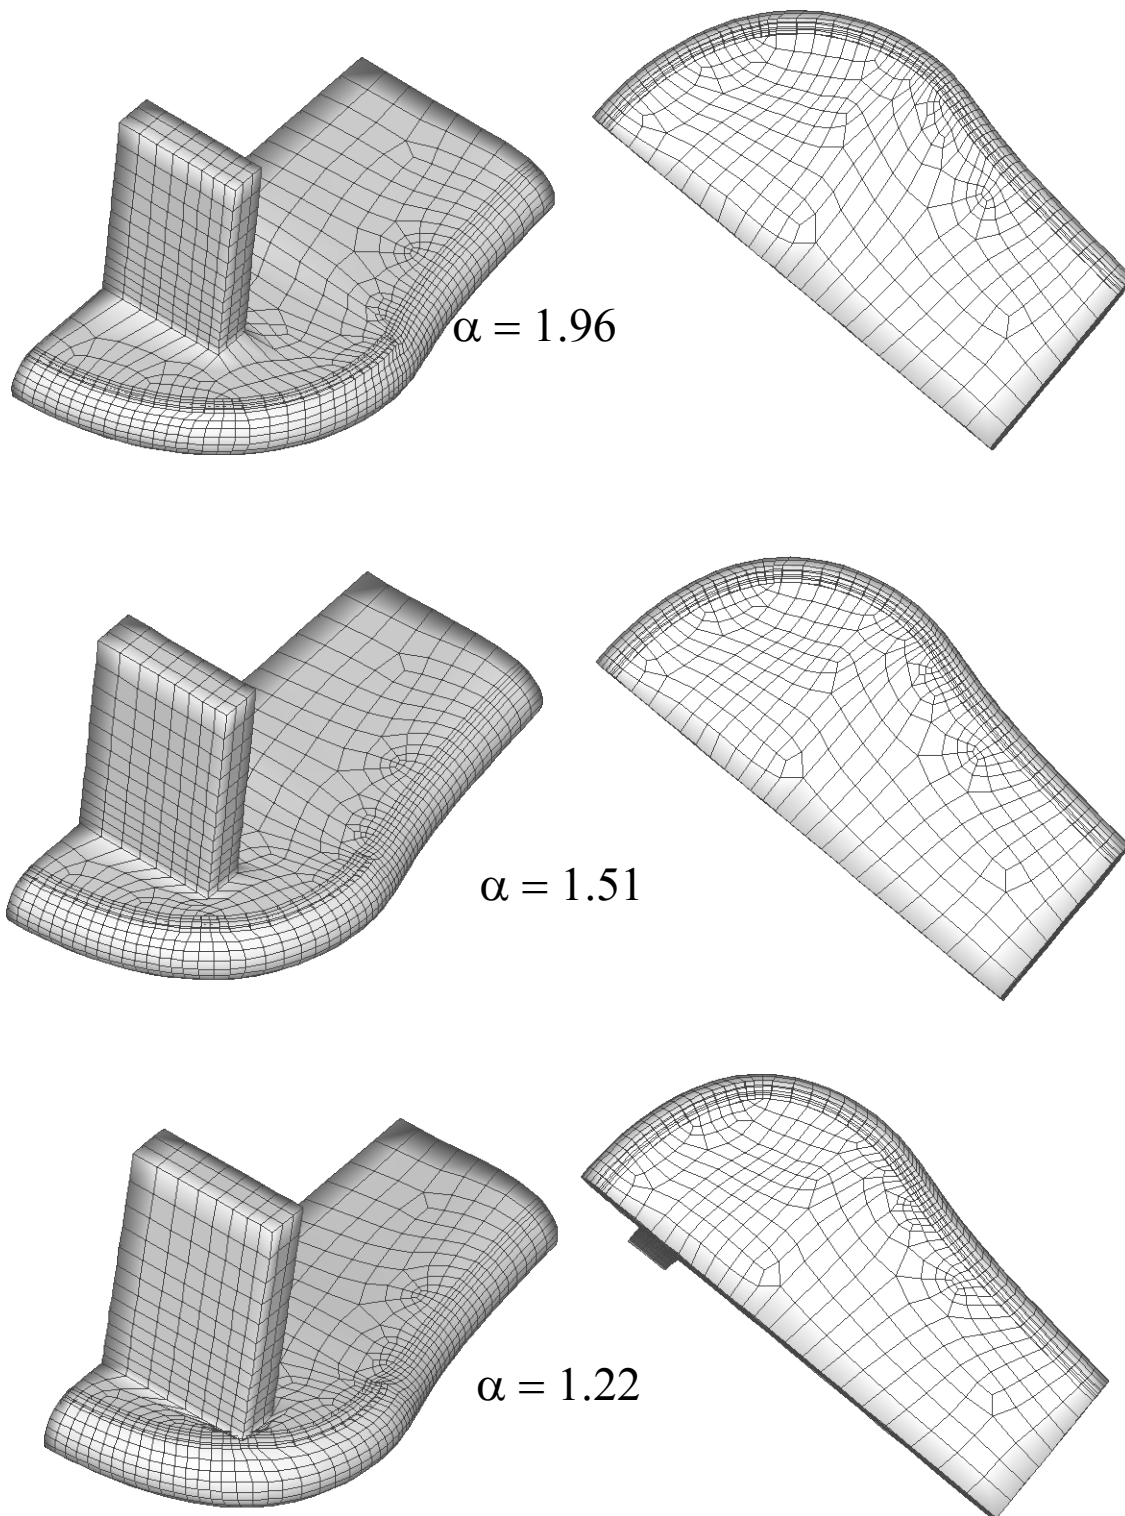 α = 1.96
α = 1.51
α = 1.22